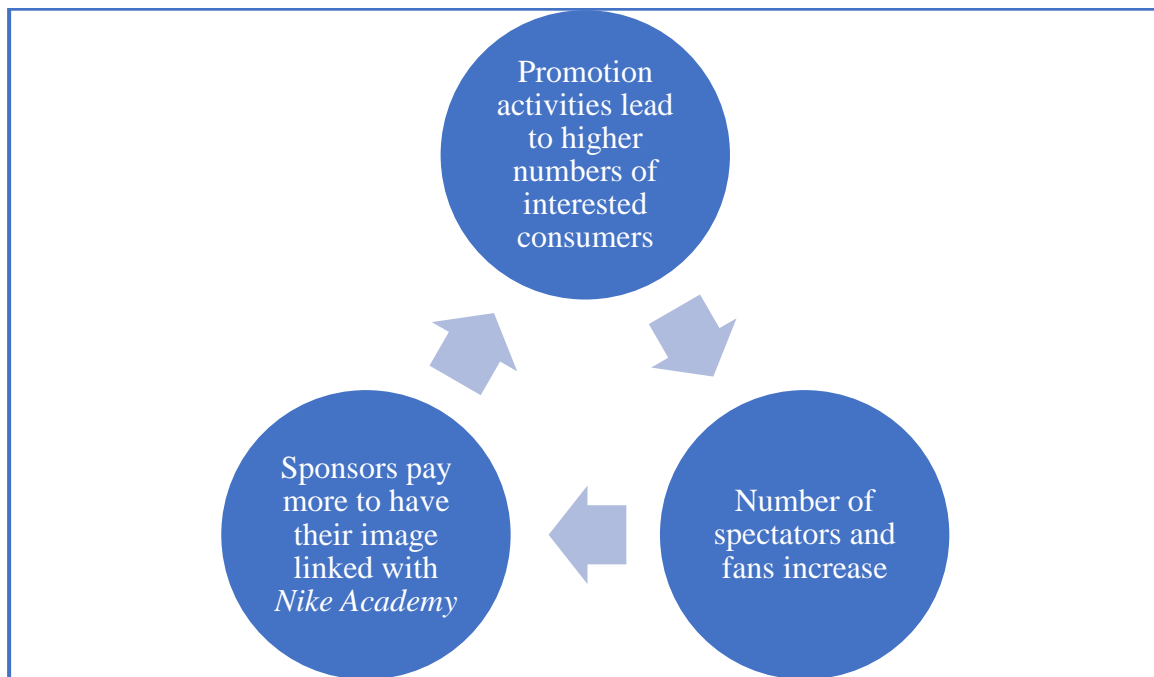 Promotion
activities lead
to higher
numbers of
interested
consumers
Number of
spectators and
fans increase
Sponsors pay
more to have
their image
linked with
Nike Academy